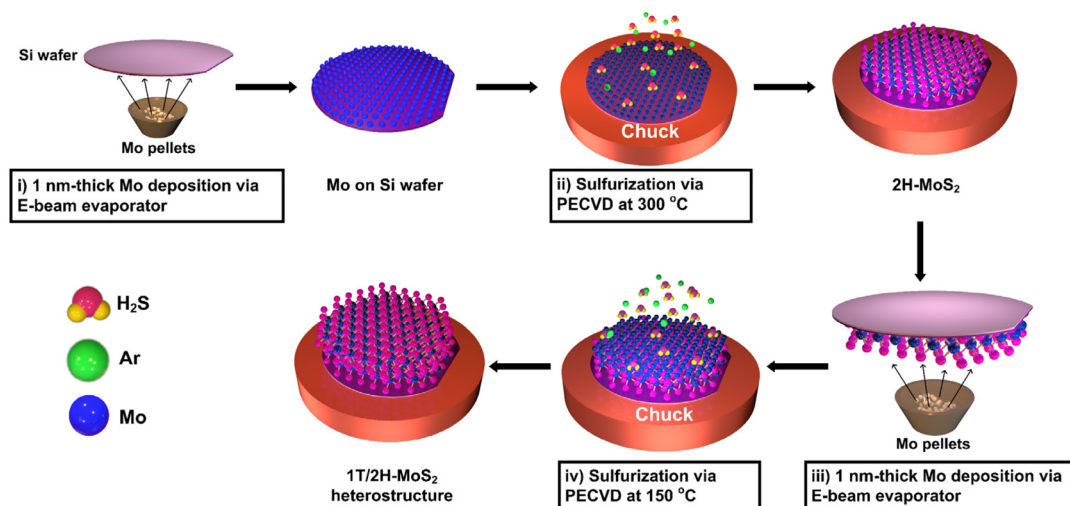 Si wafer
Mo pellets
i) 1 nm-thick Mo deposition via
E-beam evaporator
Mo on Si wafer
Chuck
ii) Sulfurization via
PECVD at 300 °C
2H-MoS₂
H₂S
Ar
Mo
1T/2H-MoS₂
heterostructure
Chuck
iv) Sulfurization via
PECVD at 150 °C
Mo pellets
iii) 1 nm-thick Mo deposition via
E-beam evaporator